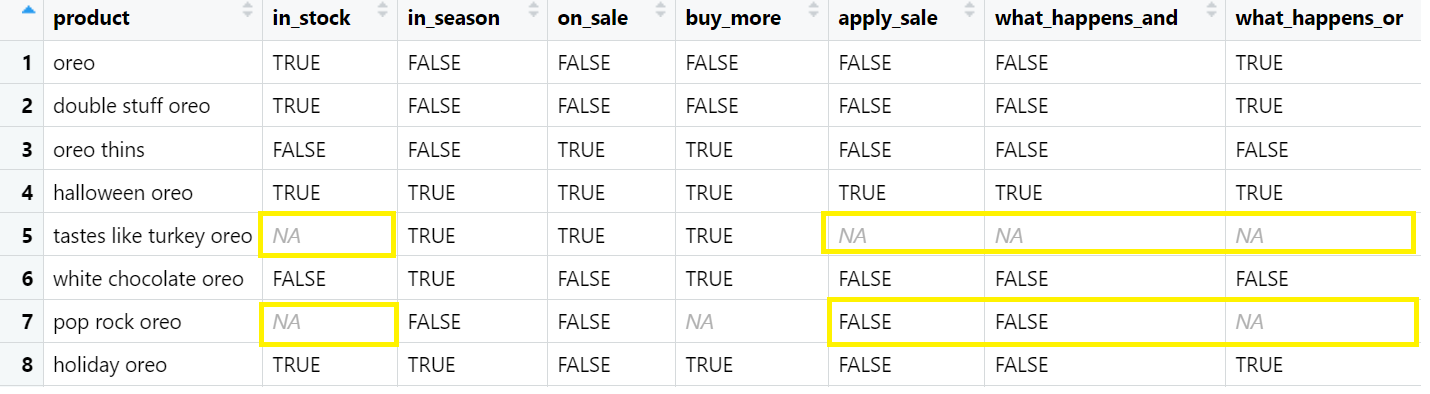 product in_stock in_season on_sale buy_more apply_sale what_happens_and what_happens_or
1 oreo TRUE FALSE FALSE FALSE FALSE FALSE TRUE
2 double stuff oreo TRUE FALSE FALSE FALSE FALSE FALSE TRUE
3 oreo thins FALSE FALSE TRUE TRUE FALSE FALSE FALSE
4 halloween oreo TRUE TRUE TRUE TRUE TRUE TRUE TRUE
5 tastes like turkey oreo NA TRUE TRUE TRUE NA NA NA
6 white chocolate oreo FALSE TRUE FALSE TRUE FALSE FALSE FALSE
7 pop rock oreo NA FALSE FALSE NA FALSE FALSE NA
8 holiday oreo TRUE TRUE FALSE TRUE FALSE FALSE TRUE